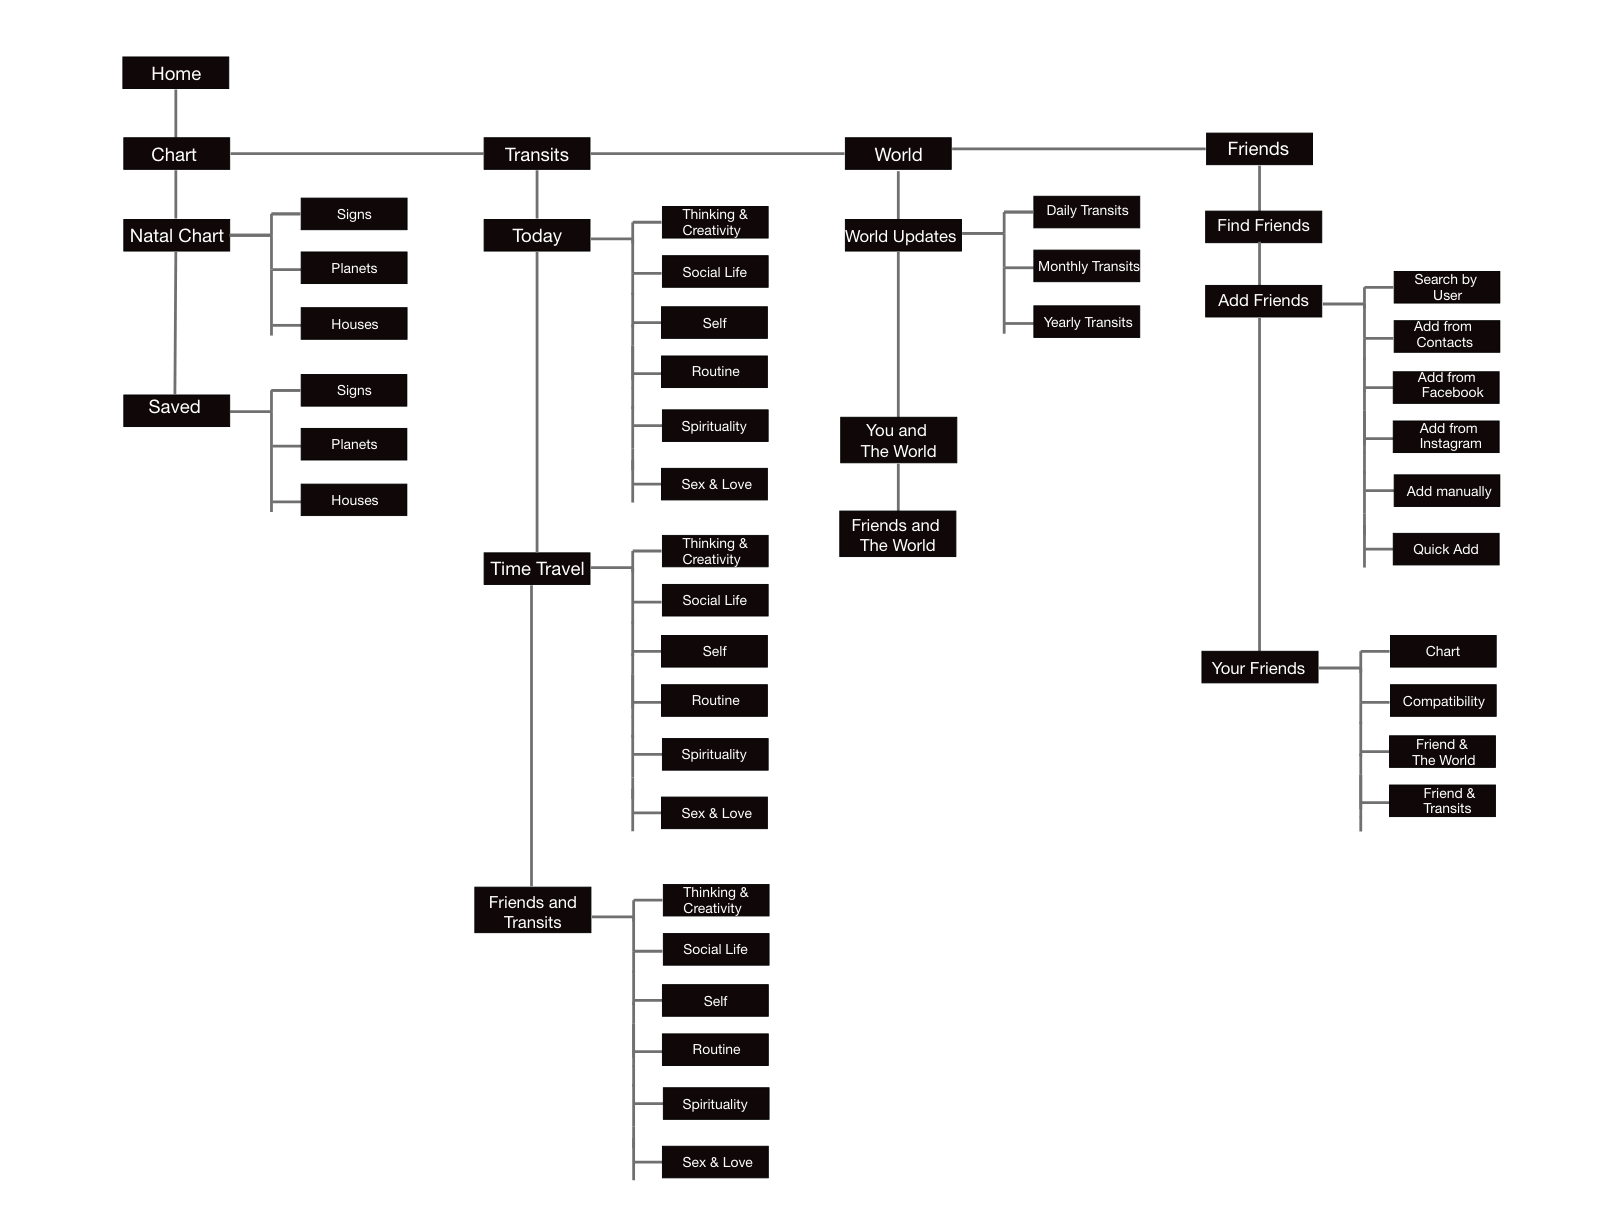 Home
Chart
Transits
World
Friends
Natal Chart
Signs
Planets
Houses
Saved
Signs
Planets
Houses
Today
Thinking &
Creativity
Social Life
Self
Routine
Spirituality
Sex & Love
Time Travel
Thinking &
Creativity
Social Life
Self
Routine
Spirituality
Sex & Love
Friends and
Transits
Thinking &
Creativity
Social Life
Self
Routine
Spirituality
Sex & Love
World Updates
Daily Transits
Monthly Transits
Yearly Transits
You and
The World
Friends and
The World
Find Friends
Add Friends
Search by
User
Add from
Contacts
Add from
Facebook
Add from
Instagram
Add manually
Quick Add
Your Friends
Chart
Compatibility
Friend &
The World
Friend &
Transits